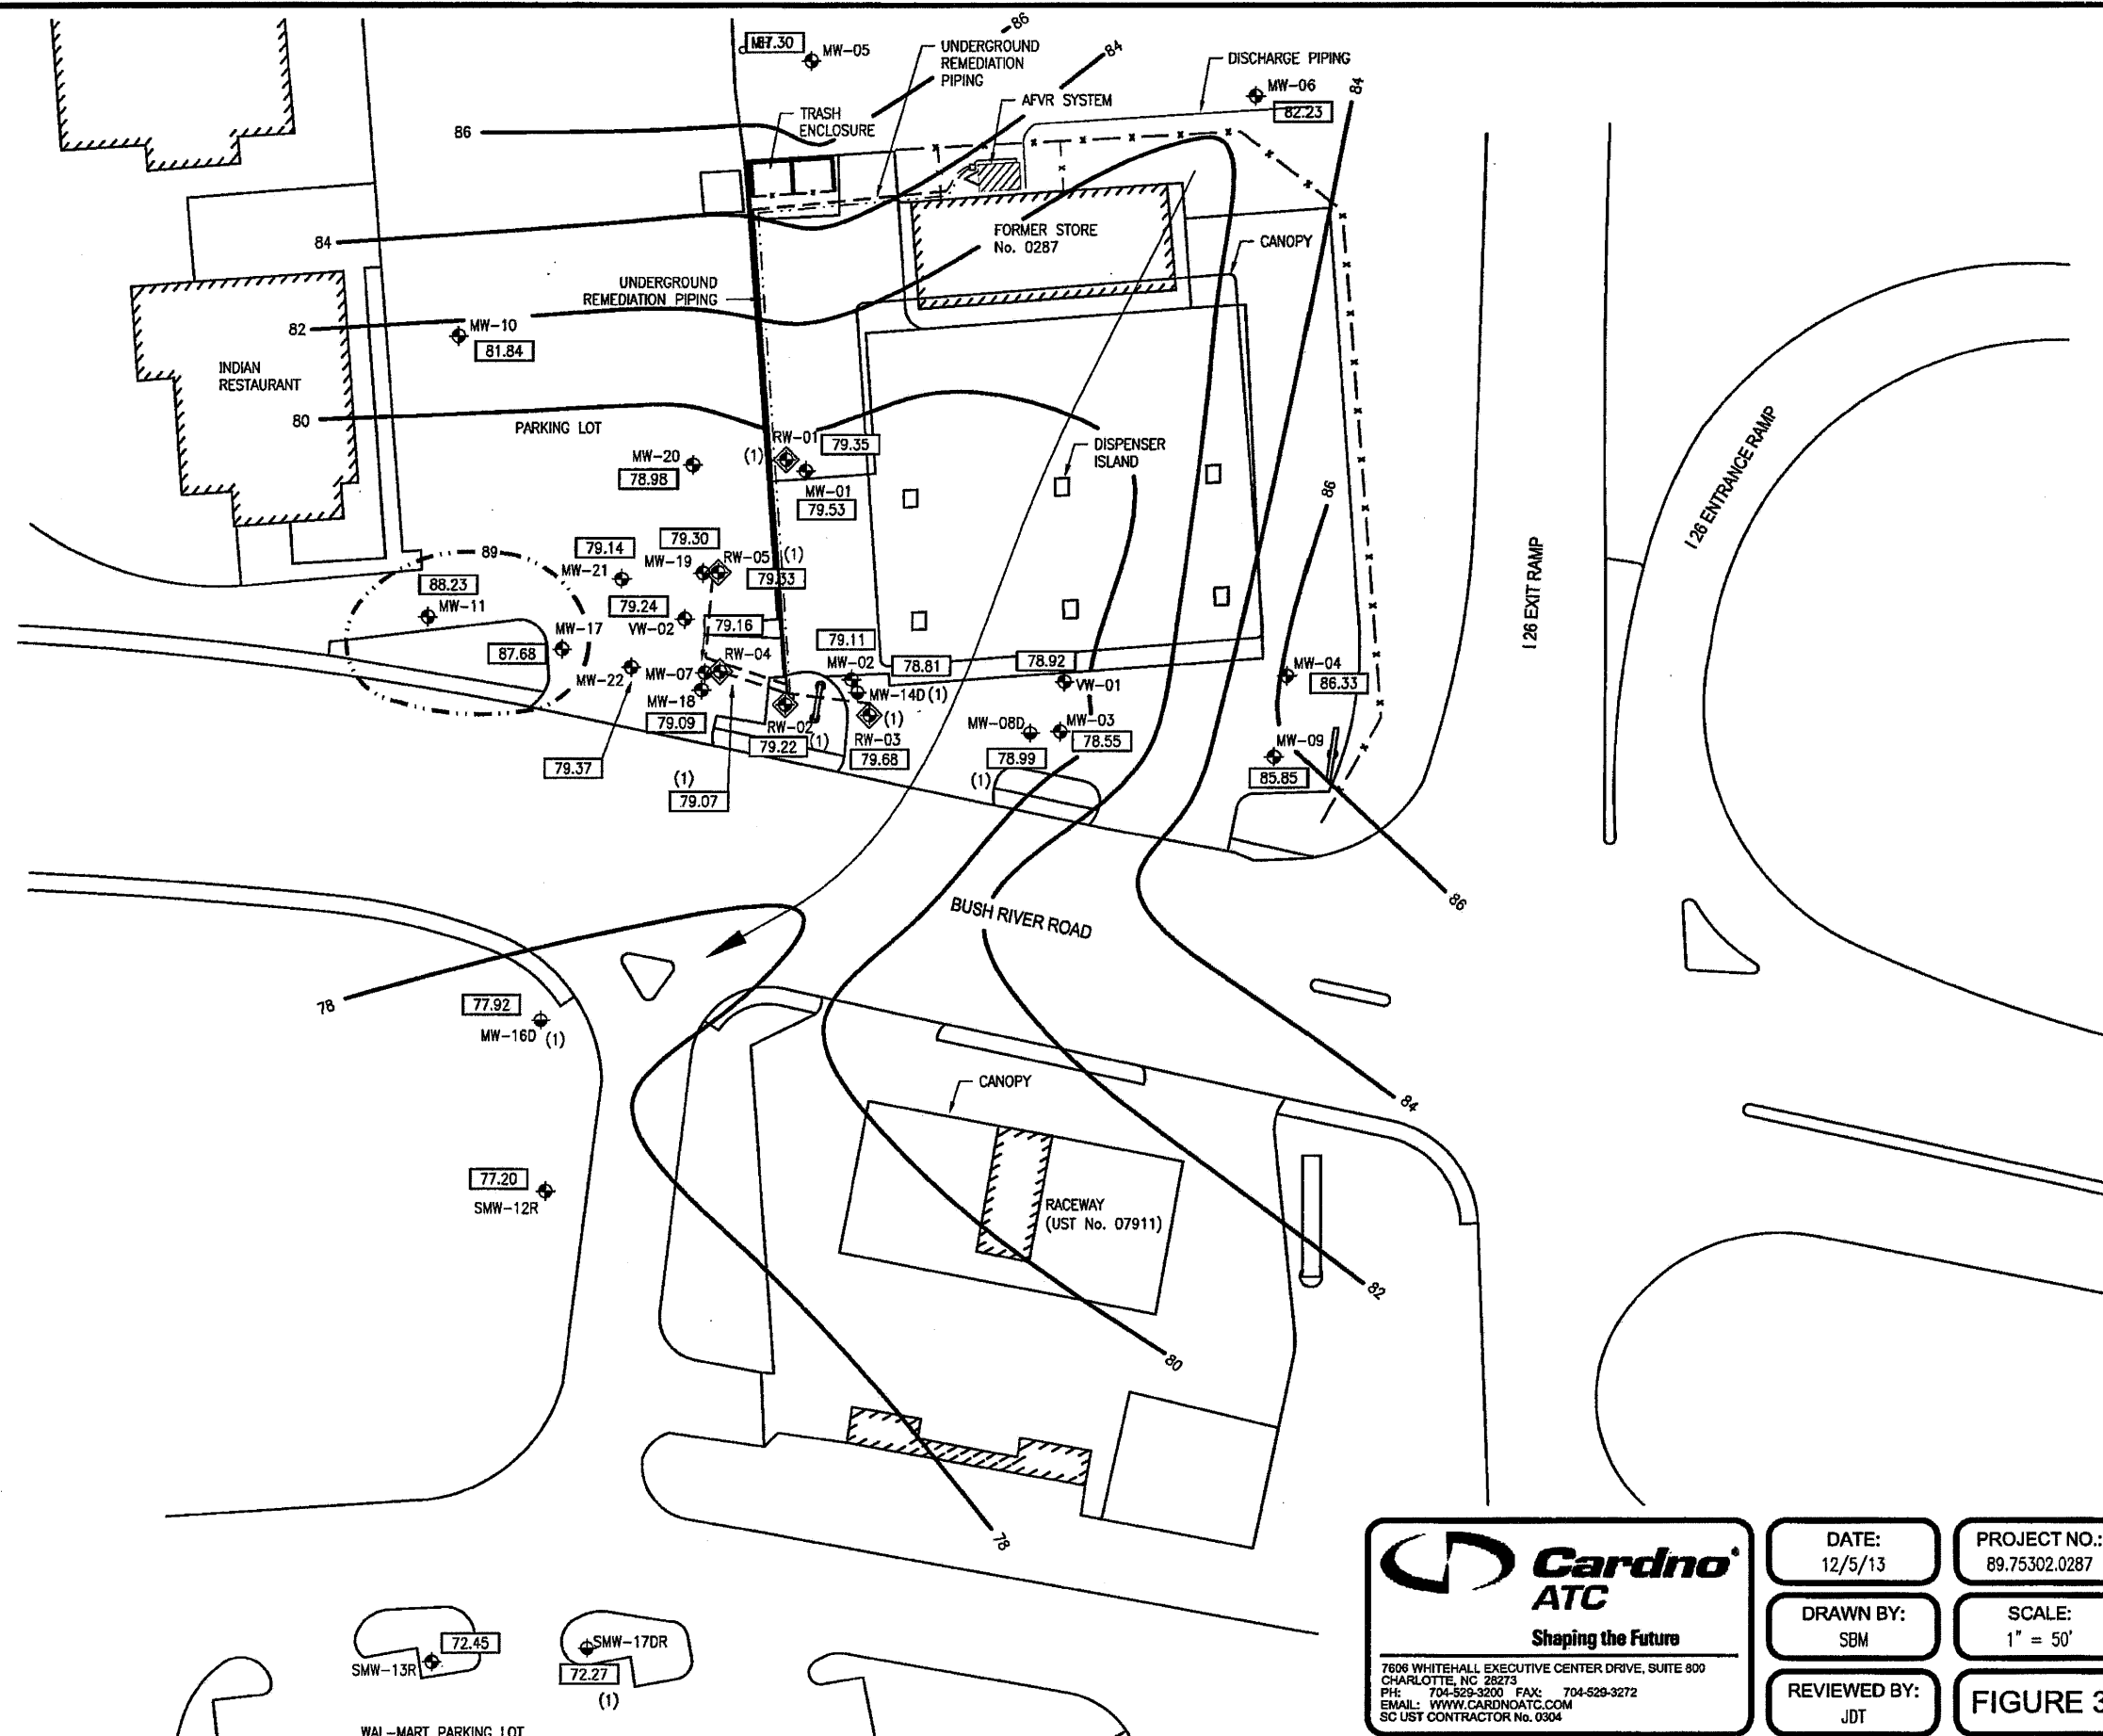 86
87.30
MW-05
UNDERGROUND
REMEDIATION
PIPING
84
DISCHARGE PIPING
84
MW-06
82.23
AFVR SYSTEM
TRASH
ENCLOSURE
86
84
FORMER STORE
No. 0287
CANOPY
UNDERGROUND
REMEDIATION PIPING
82
MW-10
81.84
INDIAN
RESTAURANT
80
PARKING LOT
RW-01
79.35
(1)
MW-20
78.98
MW-01
79.53
DISPENSER
ISLAND
86
I 26 ENTRANCE RAMP
I 26 EXIT RAMP
89
79.14
79.30
MW-21
MW-19
RW-05
(1)
79.33
88.23
MW-11
79.24
VW-02
79.16
MW-17
87.68
79.11
MW-02
78.81
78.92
RW-04
MW-22
MW-07
MW-14D (1)
VW-01
MW-04
86.33
MW-18
79.09
RW-02
(1)
79.22
(1)
RW-03
79.68
MW-08D
78.99
(1)
MW-03
78.55
MW-09
85.85
79.37
(1)
79.07
86
BUSH RIVER ROAD
78
77.92
MW-16D (1)
CANOPY
84
77.20
SMW-12R
RACEWAY
(UST No. 07911)
82
80
78
72.45
SMW-13R
SMW-17DR
72.27
(1)
WAL-MART PARKING LOT
Cardno
ATC
Shaping the Future
7606 WHITEHALL EXECUTIVE CENTER DRIVE, SUITE 800
CHARLOTTE, NC 28273
PH: 704-529-3200 FAX: 704-529-3272
EMAIL: WWW.CARDNOATC.COM
SC UST CONTRACTOR No. 0304
DATE:
12/5/13
PROJECT NO.:
89.75302.0287
DRAWN BY:
SBM
SCALE:
1" = 50'
REVIEWED BY:
JDT
FIGURE 3